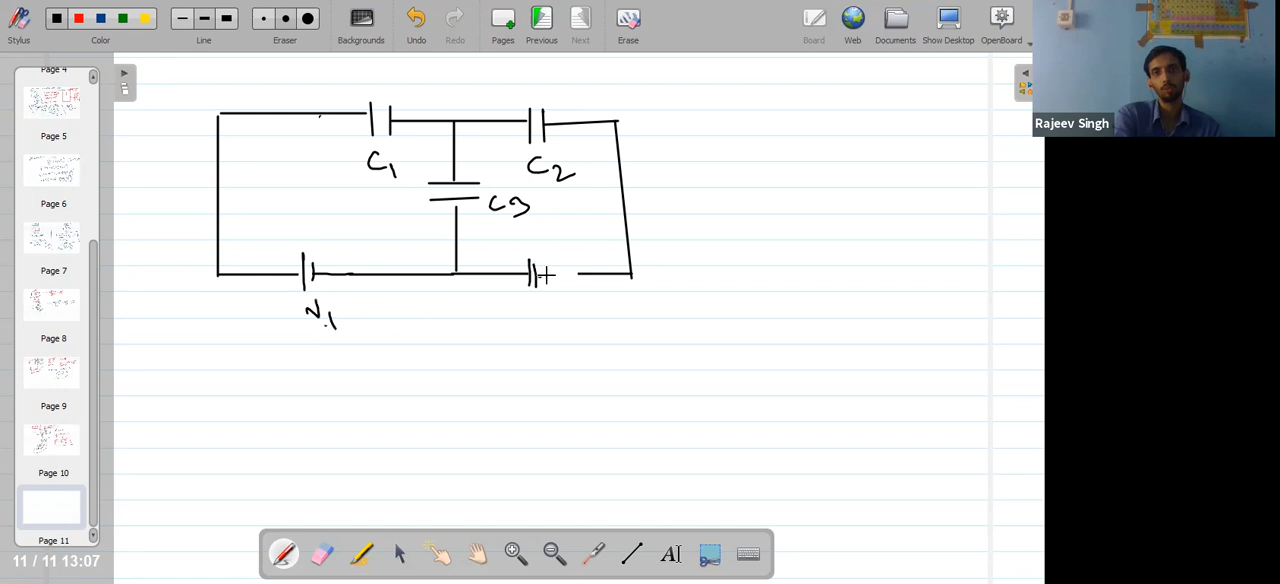 Stylus
Color
Line
Eraser
Backgrounds
Undo
Redo
Pages
Previous
Next
Erase
Board
Web
Documents
Show Desktop
OpenBoard
Rajeev Singh
Page 4
Page 5
Page 6
Page 7
Page 8
Page 9
Page 10
Page 11
C1
C2
C3
V1
11 / 11 13:07